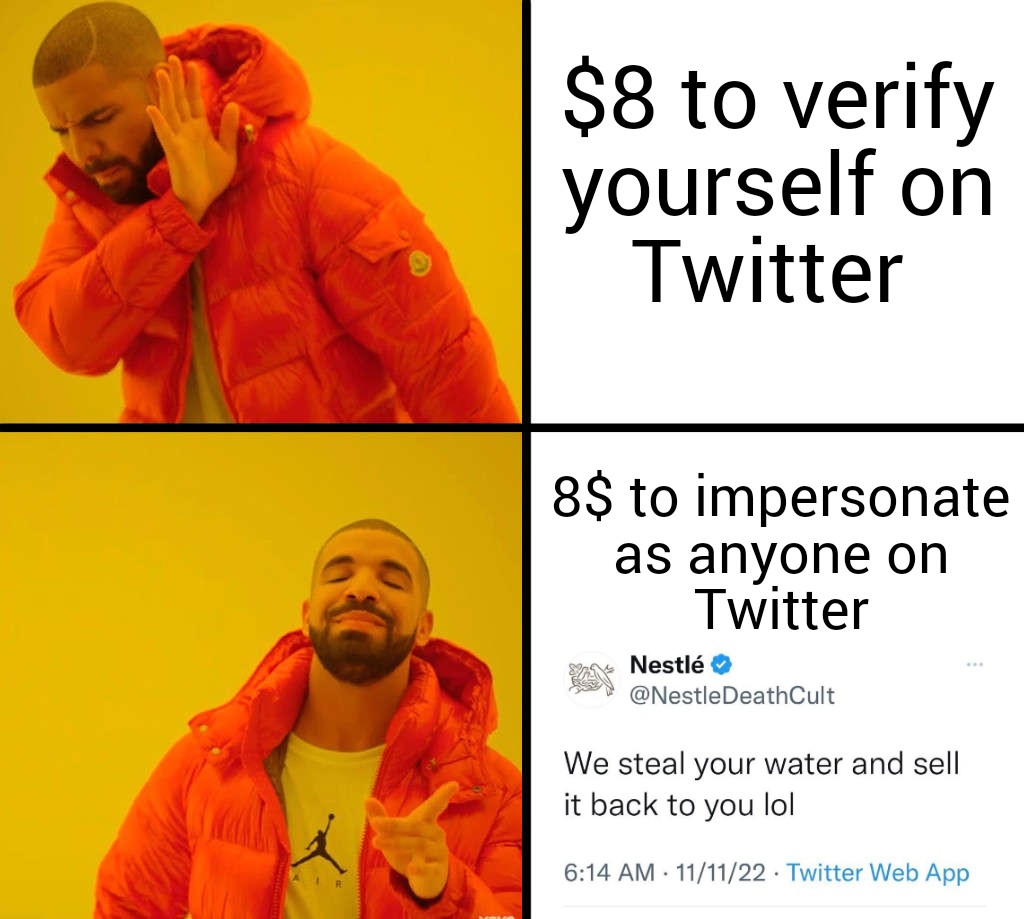 $8 to verify
yourself on
Twitter
8$ to impersonate
as anyone on
Twitter
Nestlé
@NestleDeathCult
We steal your water and sell
it back to you lol
6:14 AM · 11/11/22 · Twitter Web App
A I R